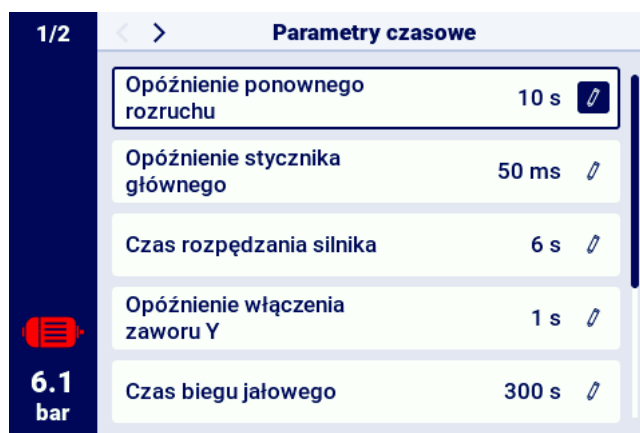 1/2
Parametry czasowe
Opóźnienie ponownego
rozruchu
10 s
Opóźnienie stycznika
głównego
50 ms
Czas rozpędzania silnika
6 s
Opóźnienie włączenia
zaworu Y
1 s
Czas biegu jałowego
300 s
6.1
bar